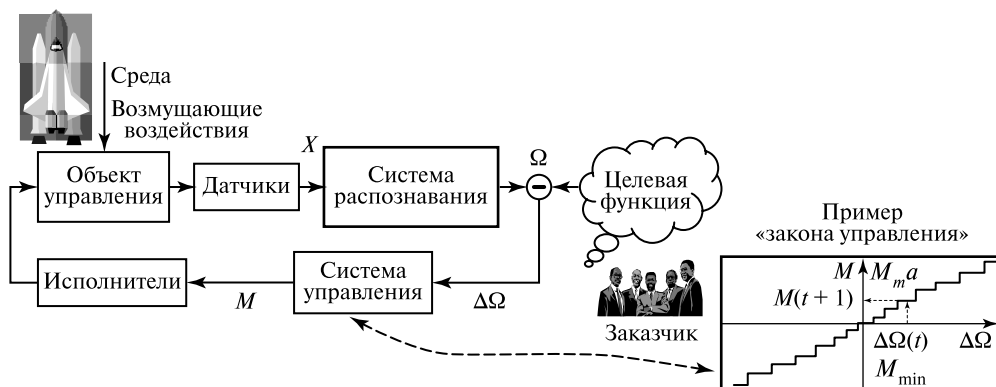 Среда
Возмущающие
воздействия
X
Ω
Объект
управления
Датчики
Система
распознавания
Целевая
функция
Пример
«закона управления»
Исполнители
M
Система
управления
ΔΩ
Заказчик
M
M_m a
M(t + 1)
ΔΩ(t)
ΔΩ
M_min